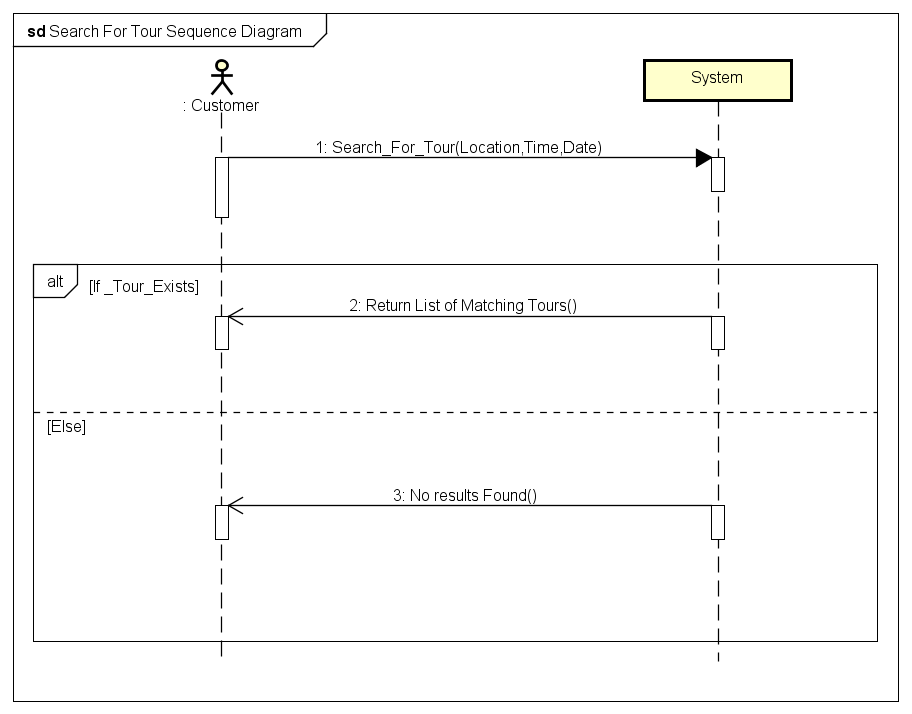 sd Search For Tour Sequence Diagram
: Customer
System
1: Search_For_Tour(Location,Time,Date)
alt
[If _Tour_Exists]
2: Return List of Matching Tours()
[Else]
3: No results Found()